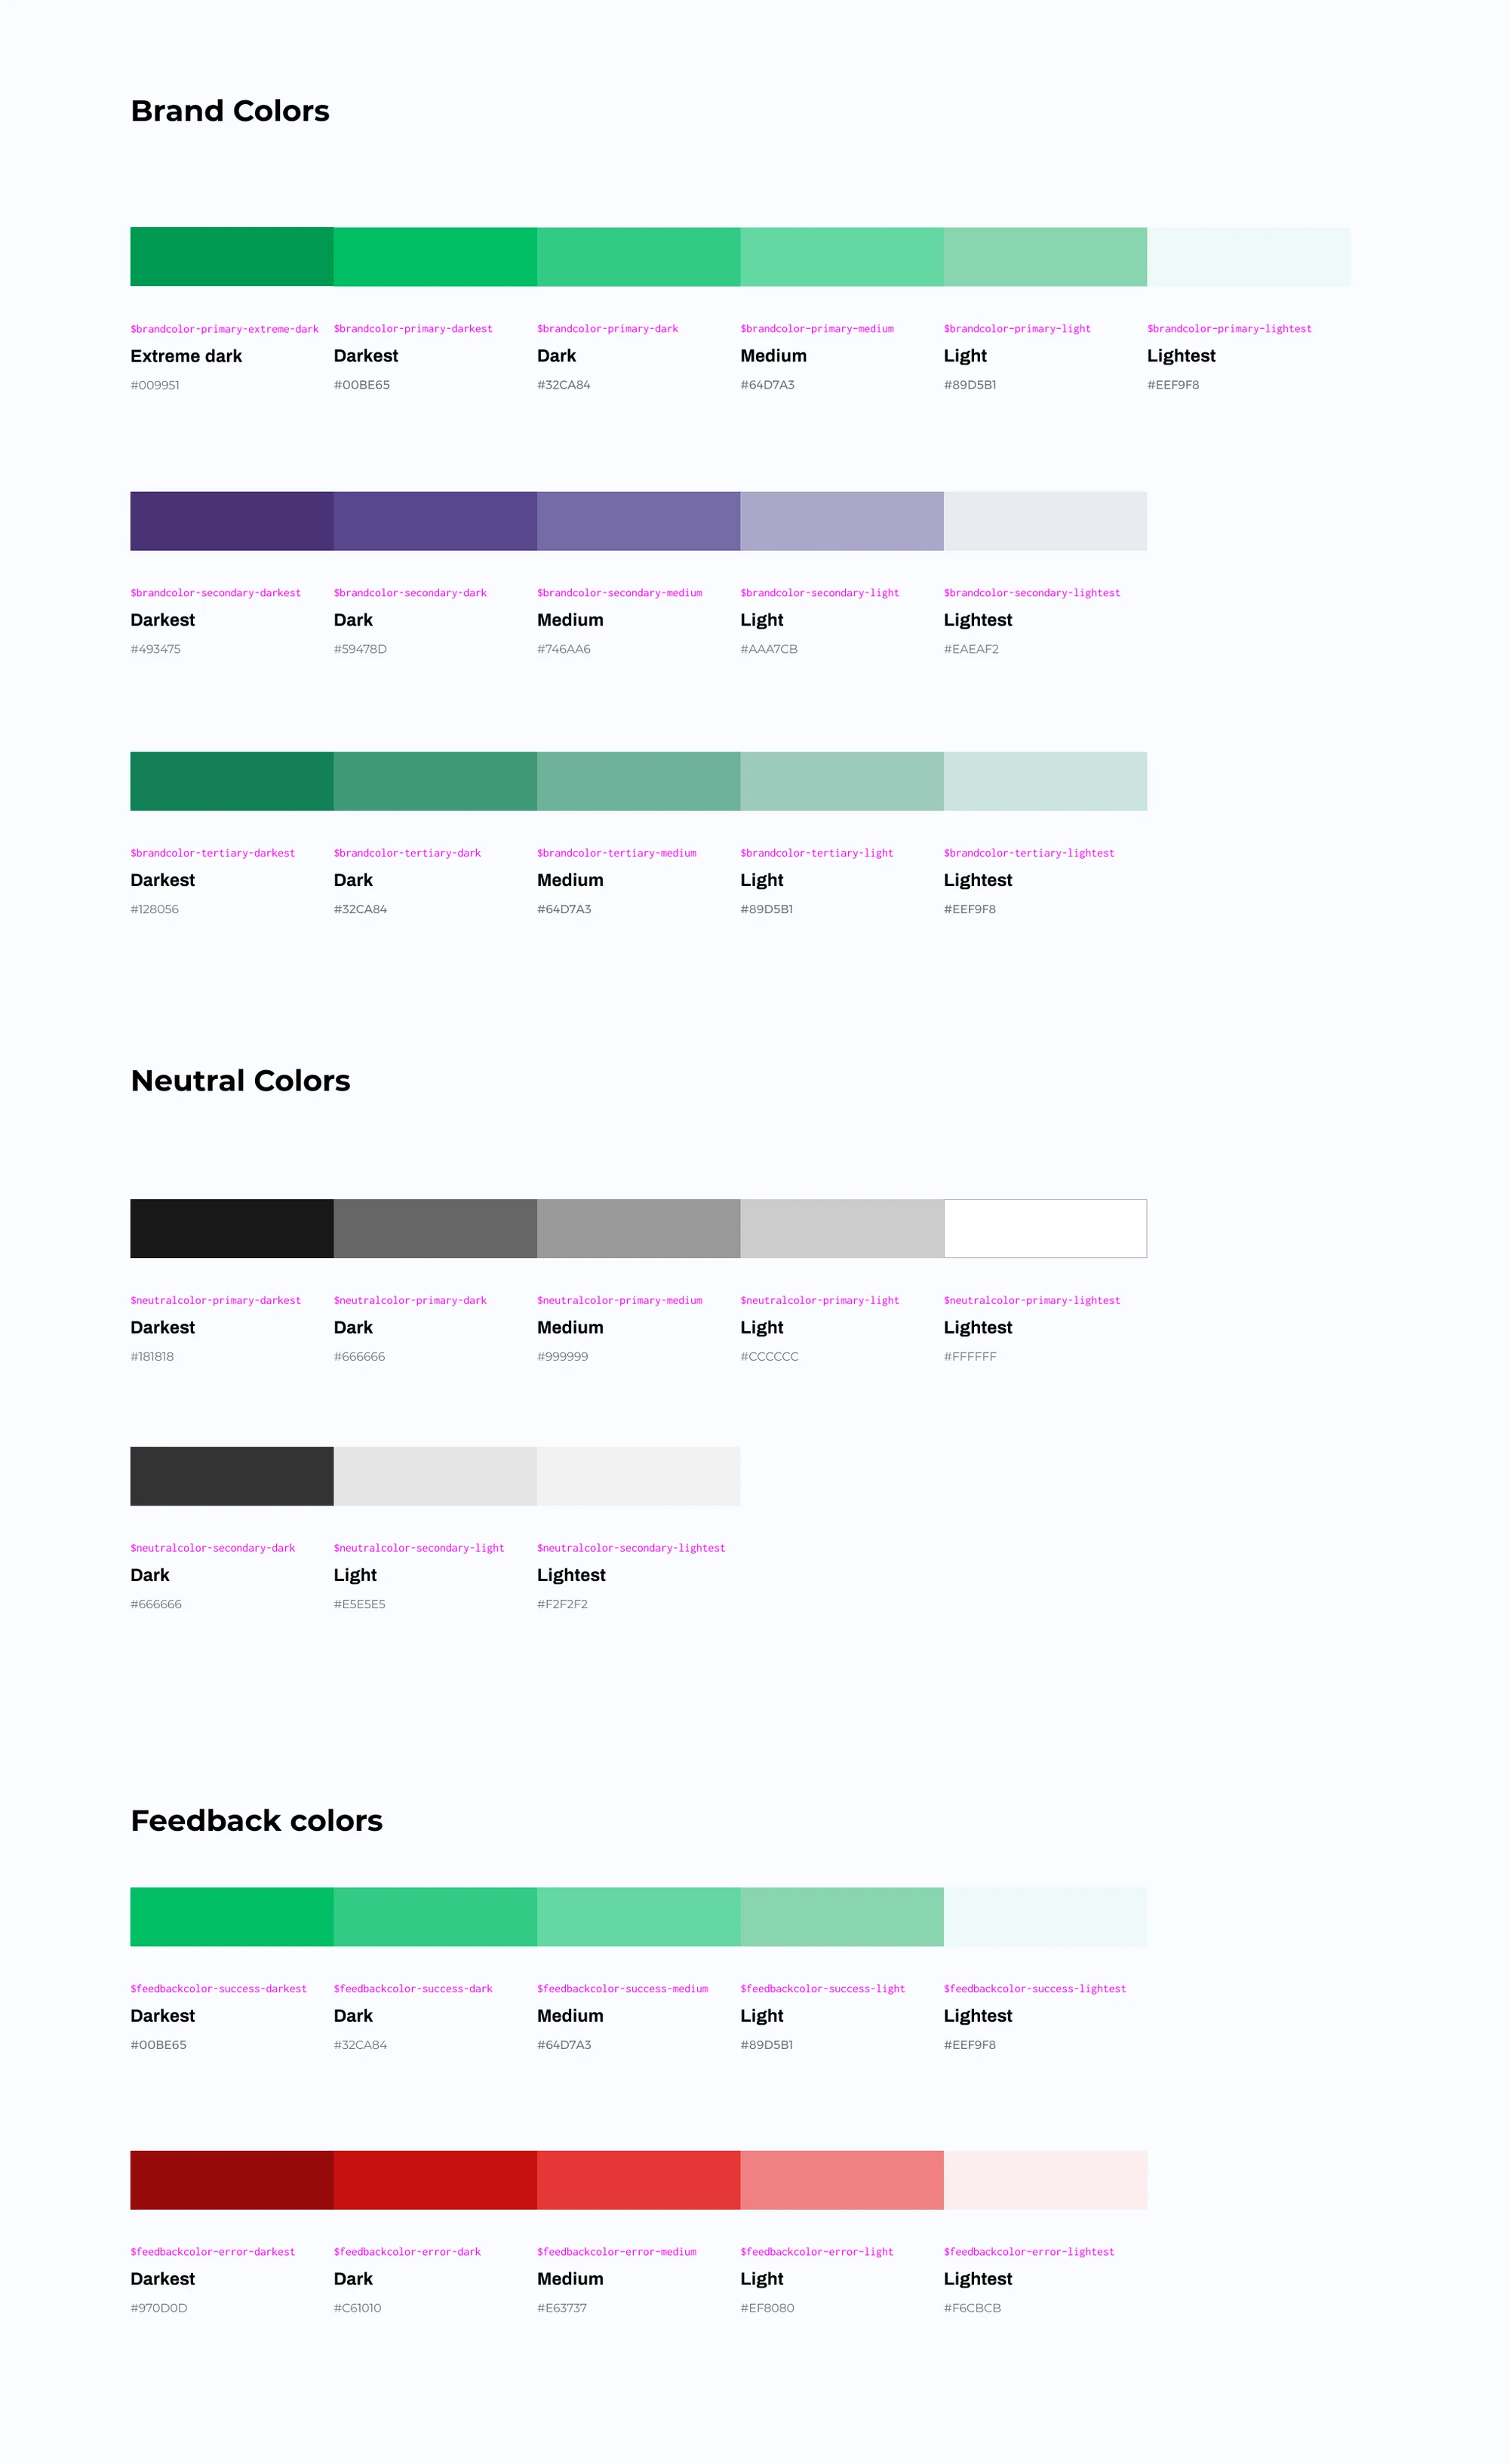 Brand Colors
$brandcolor-primary-extreme-dark $brandcolor-primary-darkest $brandcolor-primary-dark $brandcolor-primary-medium $brandcolor-primary-light $brandcolor-primary-lightest
Extreme dark Darkest Dark Medium Light Lightest
#009951 #00BE65 #32CA84 #64D7A3 #89D5B1 #EEF9F8
$brandcolor-secondary-darkest $brandcolor-secondary-dark $brandcolor-secondary-medium $brandcolor-secondary-light $brandcolor-secondary-lightest
Darkest Dark Medium Light Lightest
#493475 #59478D #746AA6 #AAA7CB #EAEAF2
$brandcolor-tertiary-darkest $brandcolor-tertiary-dark $brandcolor-tertiary-medium $brandcolor-tertiary-light $brandcolor-tertiary-lightest
Darkest Dark Medium Light Lightest
#128056 #32CA84 #64D7A3 #89D5B1 #EEF9F8
Neutral Colors
$neutralcolor-primary-darkest $neutralcolor-primary-dark $neutralcolor-primary-medium $neutralcolor-primary-light $neutralcolor-primary-lightest
Darkest Dark Medium Light Lightest
#181818 #666666 #999999 #CCCCCC #FFFFFF
$neutralcolor-secondary-dark $neutralcolor-secondary-light $neutralcolor-secondary-lightest
Dark Light Lightest
#666666 #E5E5E5 #F2F2F2
Feedback colors
$feedbackcolor-success-darkest $feedbackcolor-success-dark $feedbackcolor-success-medium $feedbackcolor-success-light $feedbackcolor-success-lightest
Darkest Dark Medium Light Lightest
#00BE65 #32CA84 #64D7A3 #89D5B1 #EEF9F8
$feedbackcolor-error-darkest $feedbackcolor-error-dark $feedbackcolor-error-medium $feedbackcolor-error-light $feedbackcolor-error-lightest
Darkest Dark Medium Light Lightest
#970D0D #C61010 #E63737 #EF8080 #F6CBCB